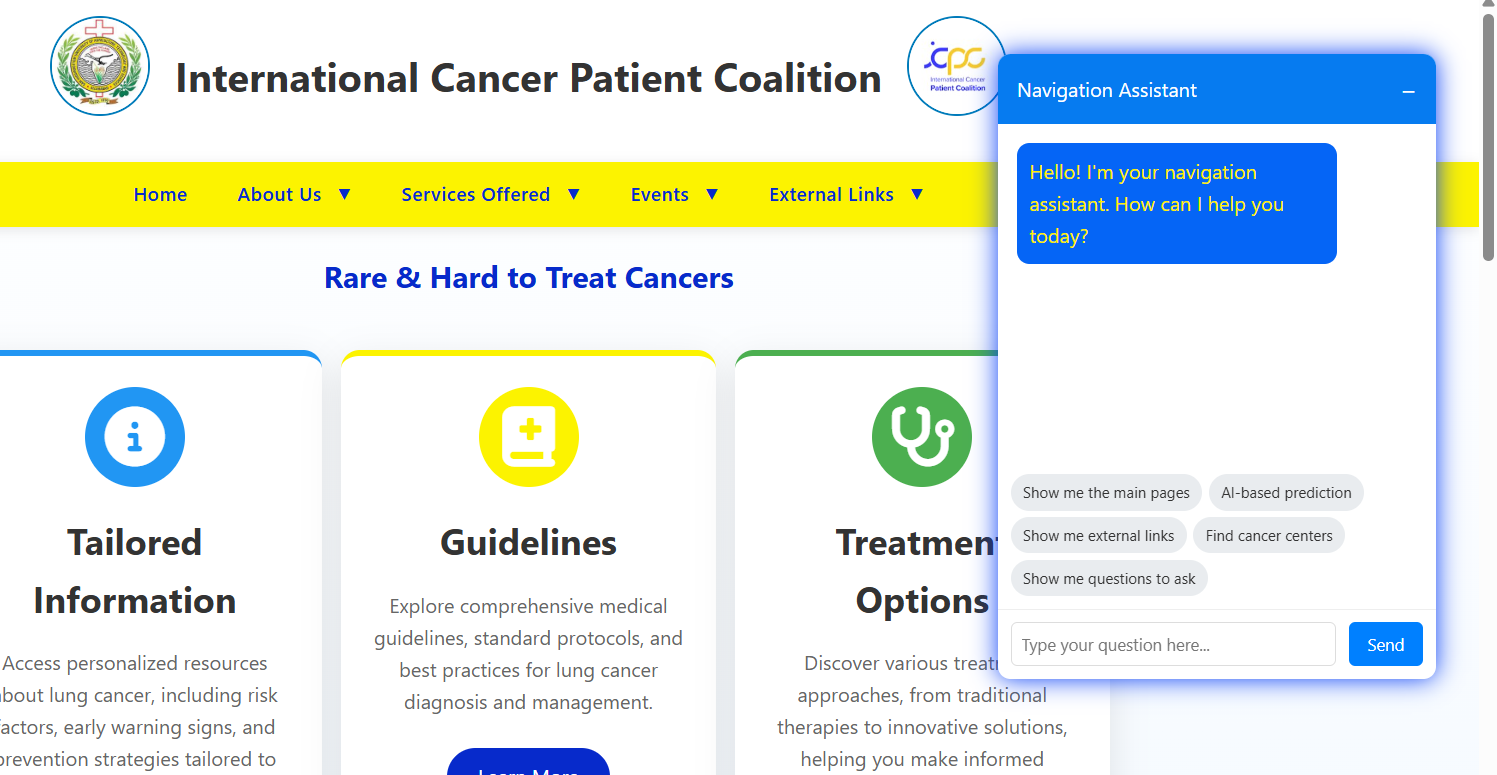 International Cancer Patient Coalition
cpc
International Cancer
Patient Coalition
Home
About Us ▼
Services Offered ▼
Events ▼
External Links ▼
Rare & Hard to Treat Cancers
Tailored
Information
Access personalized resources
about lung cancer, including risk
factors, early warning signs, and
prevention strategies tailored to
Guidelines
Explore comprehensive medical
guidelines, standard protocols, and
best practices for lung cancer
diagnosis and management.
Learn More
Treatment
Options
Discover various treat
approaches, from traditional
therapies to innovative solutions,
helping you make informed
Navigation Assistant
Hello! I'm your navigation
assistant. How can I help you
today?
Show me the main pages
AI-based prediction
Show me external links
Find cancer centers
Show me questions to ask
Type your question here...
Send